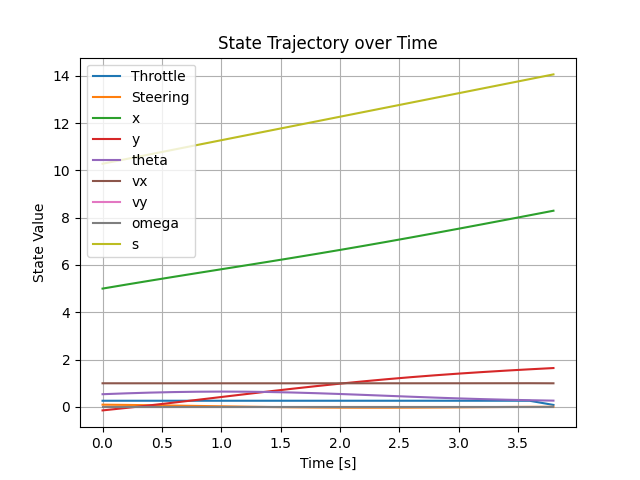 State Trajectory over Time
Throttle
Steering
x
y
theta
vx
vy
omega
s
State Value
14
12
10
8
6
4
2
0
0.0 0.5 1.0 1.5 2.0 2.5 3.0 3.5
Time [s]